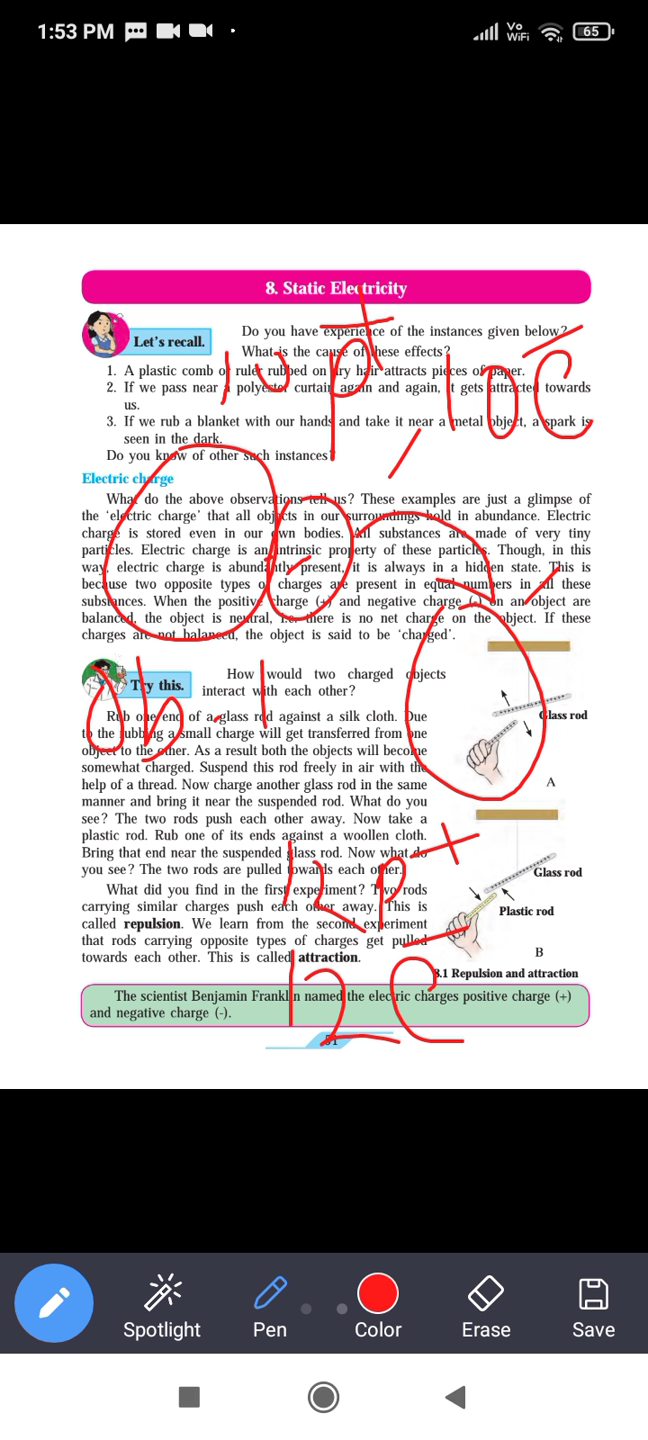 1:53 PM
Vo WiFi 65
8. Static Electricity
Let's recall.
Do you have experience of the instances given below?
What is the cause of these effects?
1. A plastic comb or ruler rubbed on dry hair attracts pieces of paper.
2. If we pass near a polyester curtain again and again, it gets attracted towards
us.
3. If we rub a blanket with our hands and take it near a metal object, a spark is
seen in the dark.
Do you know of other such instances?
Electric charge
What do the above observations tell us? These examples are just a glimpse of
the 'electric charge' that all objects in our surroundings hold in abundance. Electric
charge is stored even in our own bodies. All substances are made of very tiny
particles. Electric charge is an intrinsic property of these particles. Though, in this
way, electric charge is abundantly present, it is always in a hidden state. This is
because two opposite types of charges are present in equal numbers in all these
substances. When the positive charge (+) and negative charge (-) on an object are
balanced, the object is neutral, i.e. there is no net charge on the object. If these
charges are not balanced, the object is said to be 'charged'.
Try this.
How would two charged objects
interact with each other?
Rub one end of a glass rod against a silk cloth. Due
to the rubbing a small charge will get transferred from one
object to the other. As a result both the objects will become
somewhat charged. Suspend this rod freely in air with the
help of a thread. Now charge another glass rod in the same
manner and bring it near the suspended rod. What do you
see? The two rods push each other away. Now take a
plastic rod. Rub one of its ends against a woollen cloth.
Bring that end near the suspended glass rod. Now what do
you see? The two rods are pulled towards each other.
What did you find in the first experiment? Two rods
carrying similar charges push each other away. This is
called repulsion. We learn from the second experiment
that rods carrying opposite types of charges get pulled
towards each other. This is called attraction.
Glass rod
A
Glass rod
Plastic rod
B
8.1 Repulsion and attraction
The scientist Benjamin Franklin named the electric charges positive charge (+)
and negative charge (-).
51
10 p+, 10e-
ob.1
12 p+
12 e-
Spotlight
Pen
Color
Erase
Save